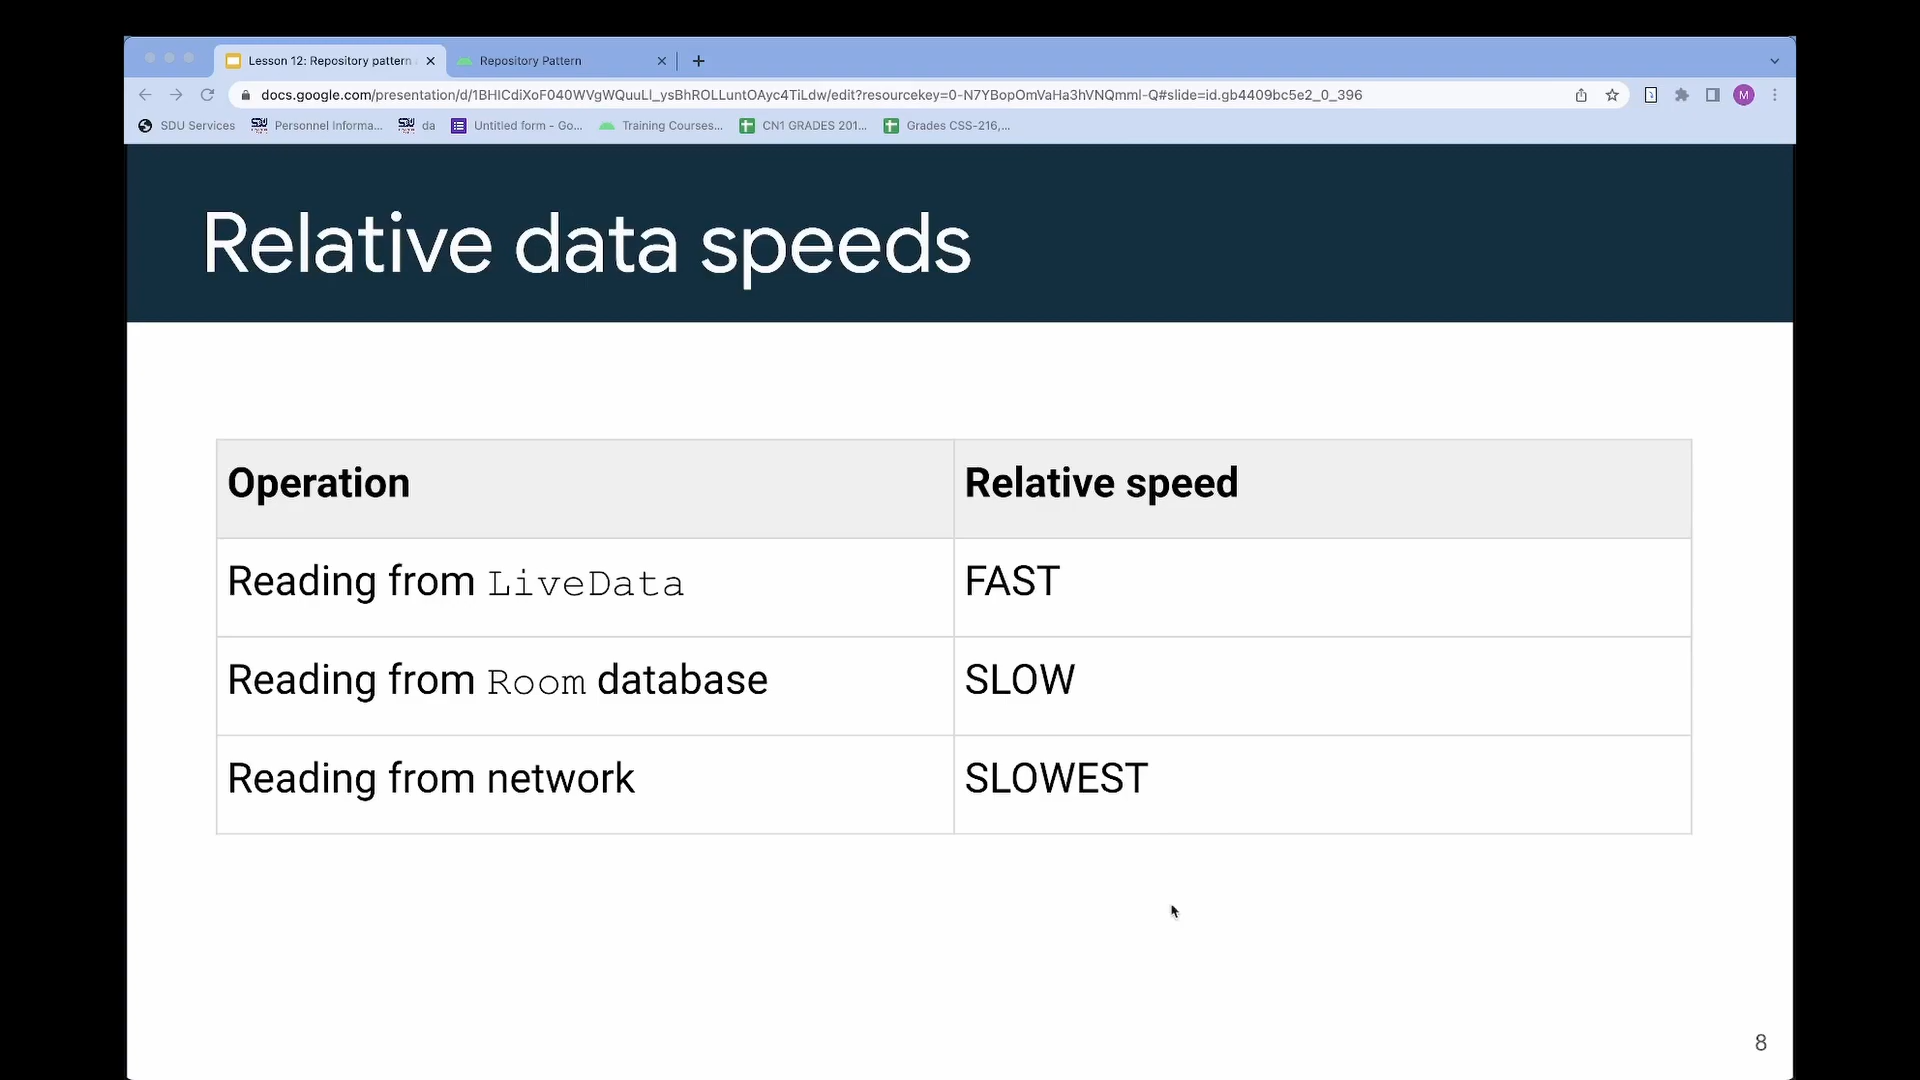 Lesson 12: Repository pattern
Repository Pattern
docs.google.com/presentation/d/1BHICdiXoF040WVgWQuuLl_ysBhROLLuntOAyc4TiLdw/edit?resourcekey=0-N7YBopOmVaHa3hVNQmml-Q#slide=id.gb4409bc5e2_0_396
M
SDU Services
Personnel Informa...
da
Untitled form - Go...
Training Courses...
CN1 GRADES 201...
Grades CSS-216,...
Relative data speeds
Operation Relative speed
Reading from LiveData FAST
Reading from Room database SLOW
Reading from network SLOWEST
8